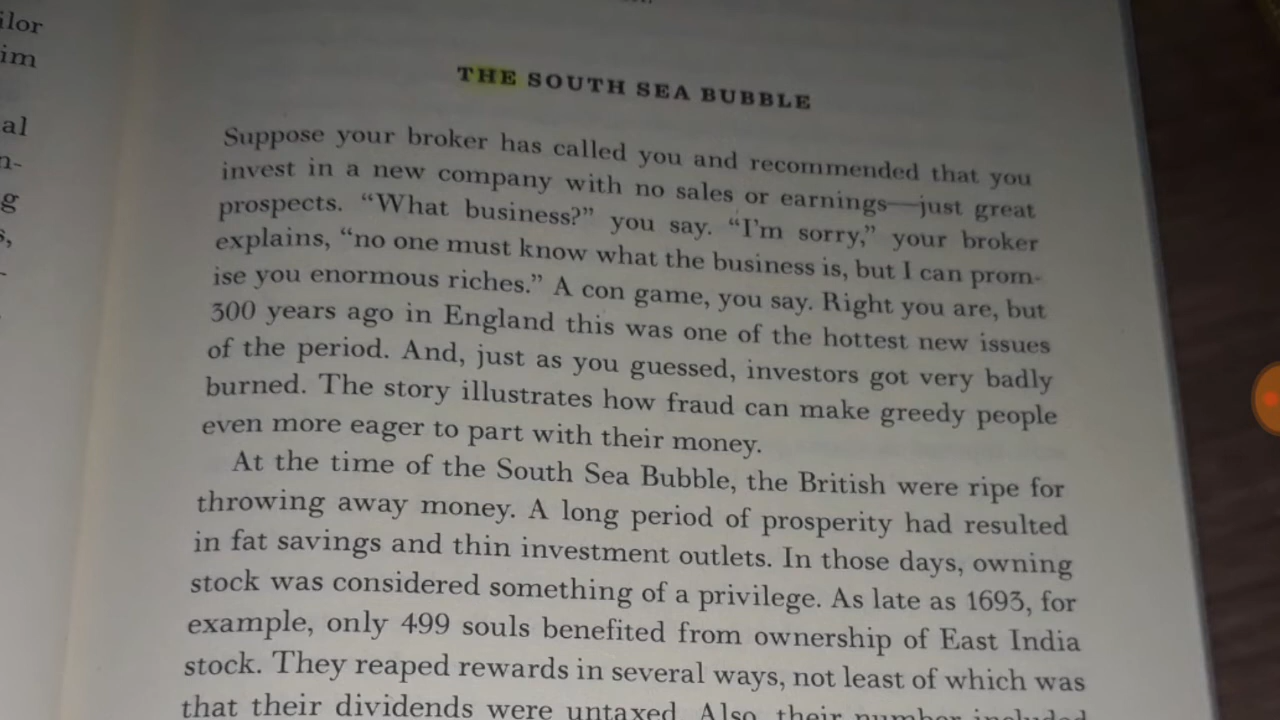 ilor
im
al
n-
g
s,
THE SOUTH SEA BUBBLE
Suppose your broker has called you and recommended that you
invest in a new company with no sales or earnings—just great
prospects. “What business?” you say. “I’m sorry,” your broker
explains, “no one must know what the business is, but I can prom-
ise you enormous riches.” A con game, you say. Right you are, but
300 years ago in England this was one of the hottest new issues
of the period. And, just as you guessed, investors got very badly
burned. The story illustrates how fraud can make greedy people
even more eager to part with their money.
At the time of the South Sea Bubble, the British were ripe for
throwing away money. A long period of prosperity had resulted
in fat savings and thin investment outlets. In those days, owning
stock was considered something of a privilege. As late as 1693, for
example, only 499 souls benefited from ownership of East India
stock. They reaped rewards in several ways, not least of which was
that their dividends were untaxed. Also, their number included